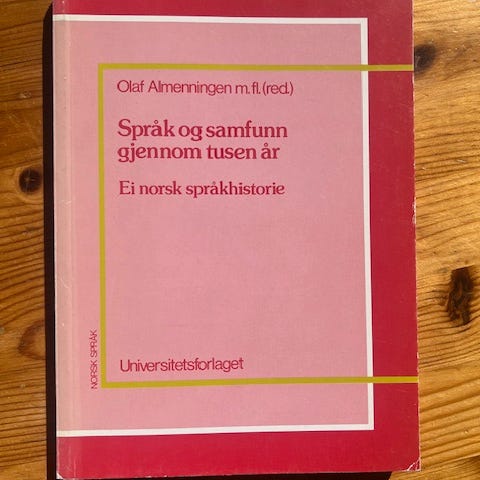 Olaf Almenningen m. fl. (red.)
Språk og samfunn
gjennom tusen år
Ei norsk språkhistorie
NORSK SPRÅK
Universitetsforlaget